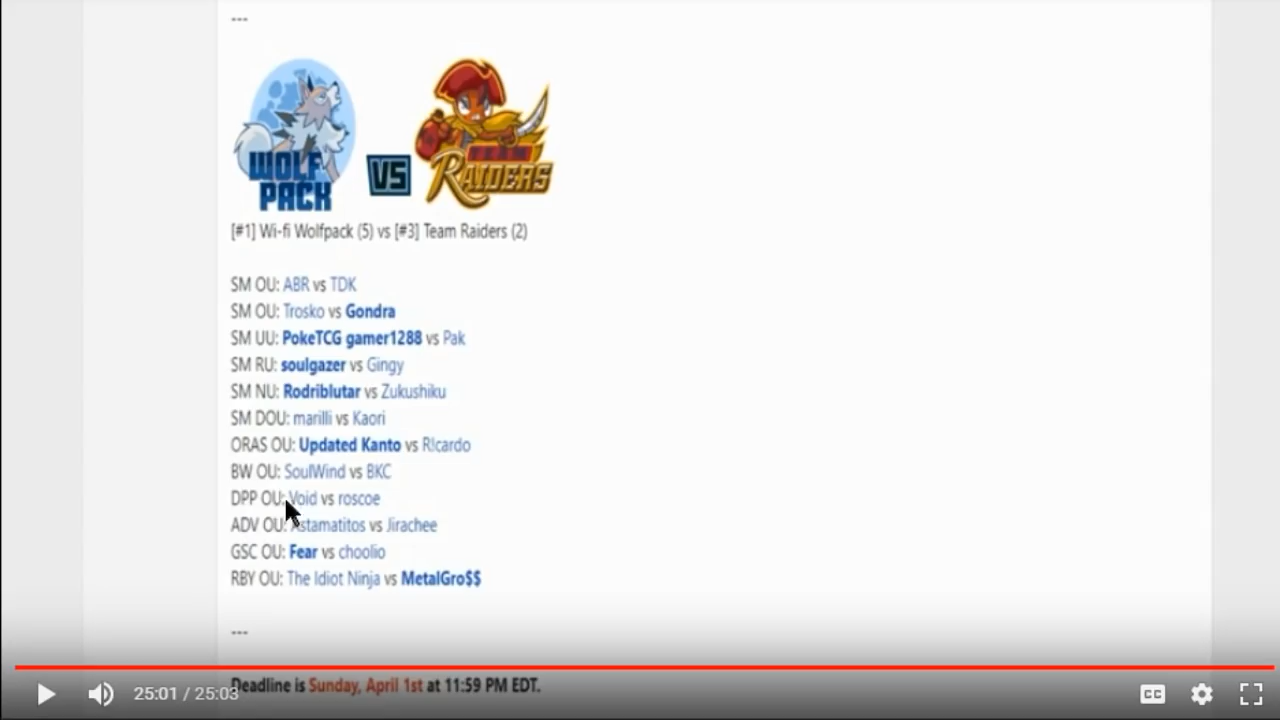 ---
WOLF
PACK
VS
TEAM
RAIDERS
[#1] Wi-fi Wolfpack (5) vs [#3] Team Raiders (2)
SM OU: ABR vs TDK
SM OU: Trosko vs Gondra
SM UU: PokeTCG gamer1288 vs Pak
SM RU: soulgazer vs Gingy
SM NU: Rodriblutar vs Zukushiku
SM DOU: marilli vs Kaori
ORAS OU: Updated Kanto vs R!cardo
BW OU: SoulWind vs BKC
DPP OU: Void vs roscoe
ADV OU: Astamatitos vs Jirachee
GSC OU: Fear vs choolio
RBY OU: The Idiot Ninja vs MetalGro$$
---
Deadline is Sunday, April 1st at 11:59 PM EDT.
25:01 / 25:03
CC